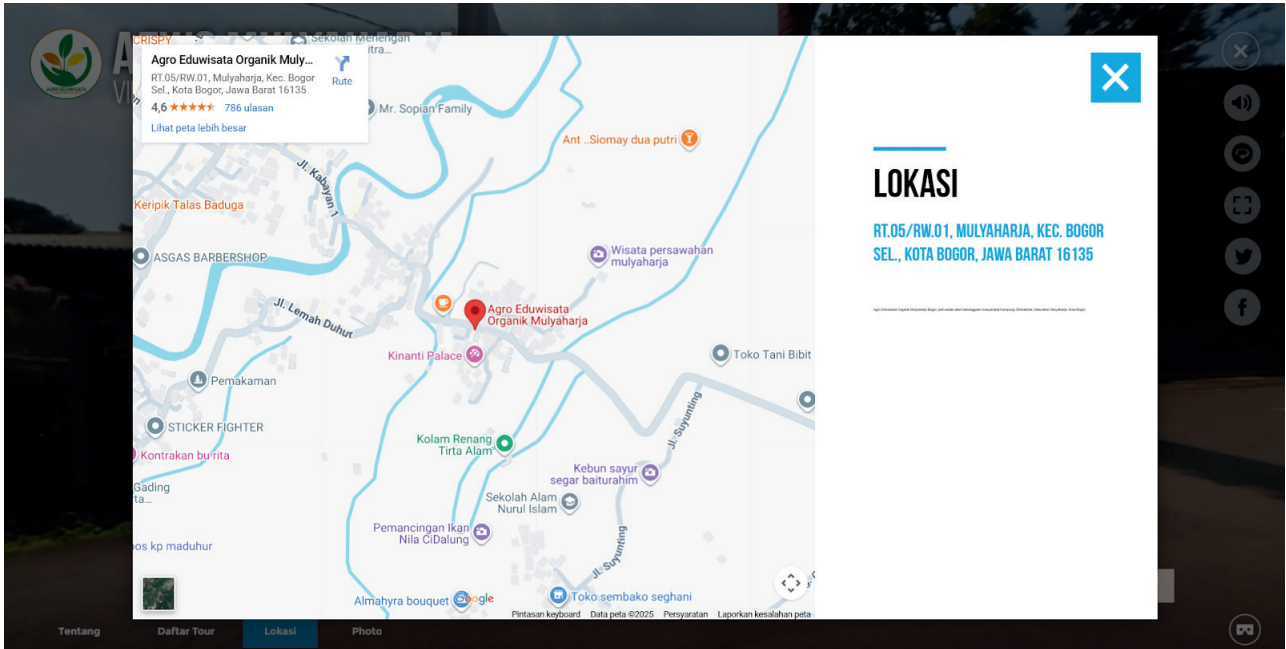 CRISPY
Sekolah Menengah
itra...
Agro Eduwisata Organik Muly...
RT.05/RW.01, Mulyaharja, Kec. Bogor
Sel., Kota Bogor, Jawa Barat 16135
Rute
4,6
786 ulasan
Lihat peta lebih besar
Mr. Sopian Family
Ant ..Siomay dua putri
Jl. Kabayan 1
Keripik Talas Baduga
ASGAS BARBERSHOP
Wisata persawahan
mulyaharja
Jl. Lemah Duhur
Agro Eduwisata
Organik Mulyaharja
Kinanti Palace
Toko Tani Bibit
Pemakaman
STICKER FIGHTER
Jl. Suyunting
Kontrakan bu rita
Kolam Renang
Tirta Alam
Kebun sayur
segar baiturahim
Gading
Sekolah Alam
Nurul Islam
Pemancingan Ikan
Nila CiDalung
os kp maduhur
Jl. Suyunting
Almahyra bouquet
Google
Toko sembako seghani
Pintasan keyboard
Data peta ©2025
Persyaratan
Laporkan kesalahan peta
LOKASI
RT.05/RW.01, MULYAHARJA, KEC. BOGOR
SEL., KOTA BOGOR, JAWA BARAT 16135
Tentang
Daftar Tour
Lokasi
Photo